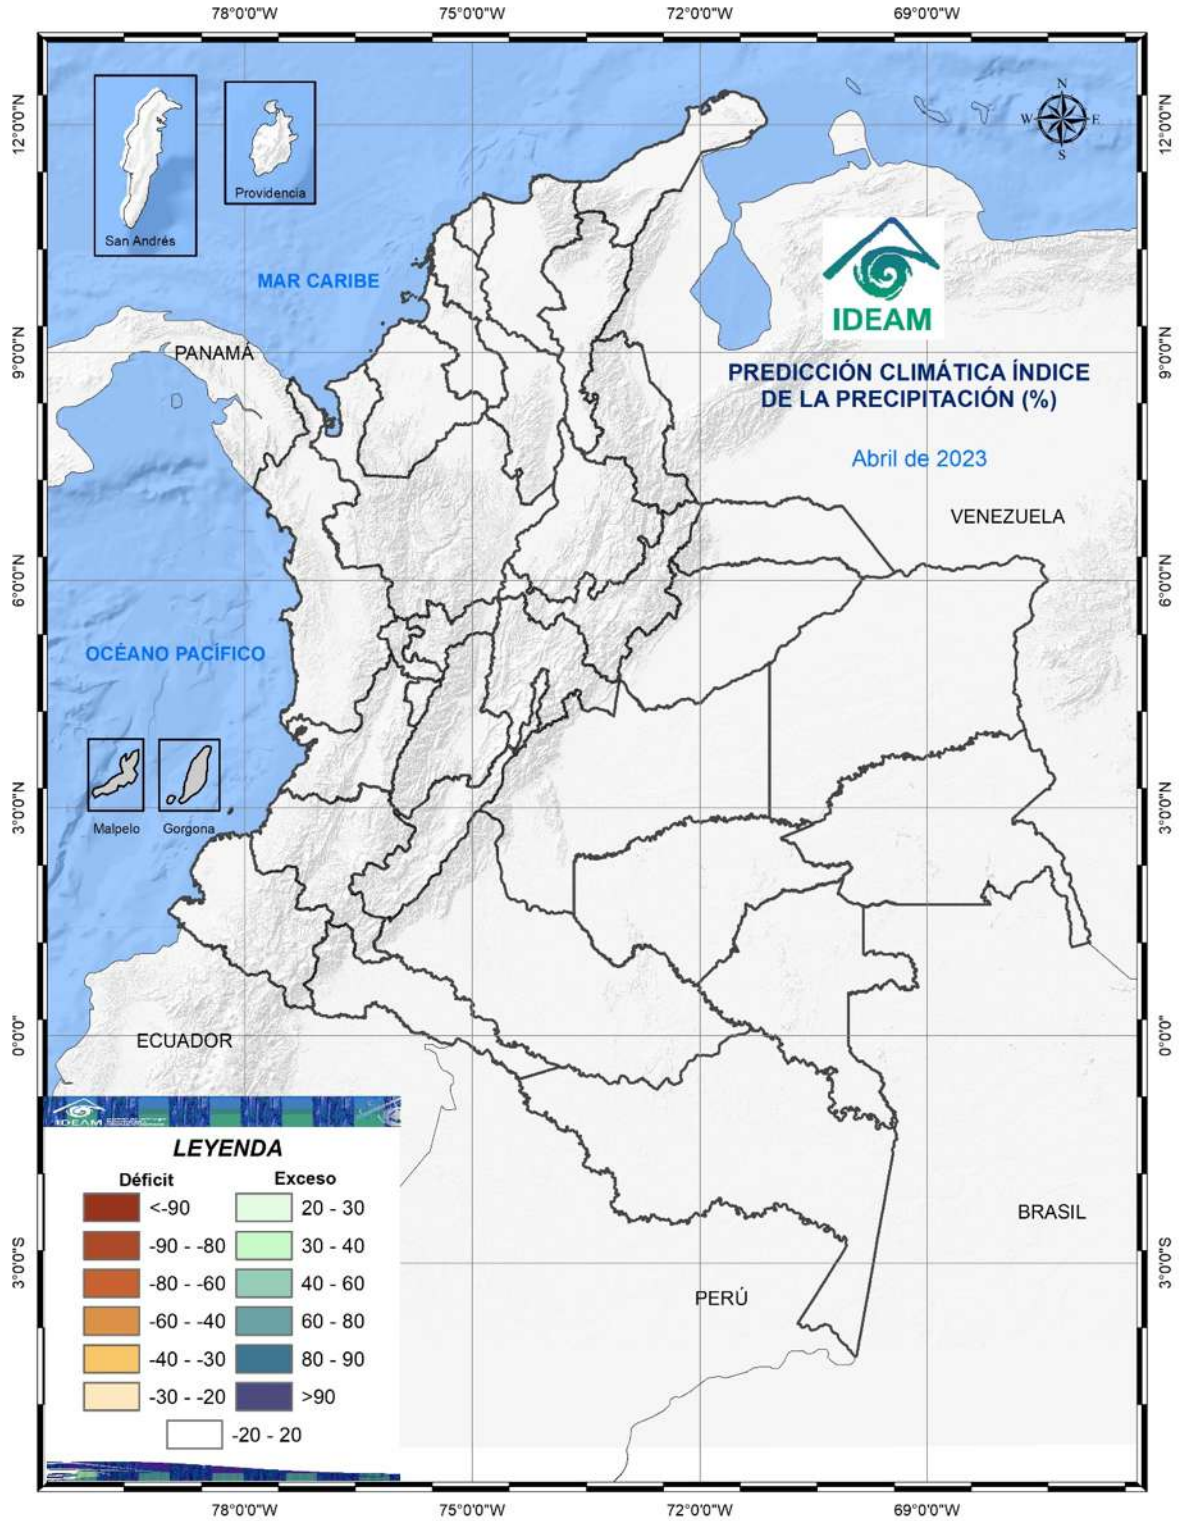 78°0'0"W
75°0'0"W
72°0'0"W
69°0'0"W
12°0'0"N
12°0'0"N
N
W
E
S
San Andrés
Providencia
MAR CARIBE
IDEAM
9°0'0"N
9°0'0"N
PANAMÁ
PREDICCIÓN CLIMÁTICA ÍNDICE
DE LA PRECIPITACIÓN (%)
Abril de 2023
VENEZUELA
6°0'0"N
6°0'0"N
OCÉANO PACÍFICO
3°0'0"N
3°0'0"N
Malpelo
Gorgona
0°0'0"
0°0'0"
ECUADOR
IDEAM
LEYENDA
Déficit
Exceso
<-90
20 - 30
-90 - -80
30 - 40
-80 - -60
40 - 60
-60 - -40
60 - 80
-40 - -30
80 - 90
-30 - -20
>90
-20 - 20
BRASIL
3°0'0"S
3°0'0"S
PERÚ
78°0'0"W
75°0'0"W
72°0'0"W
69°0'0"W